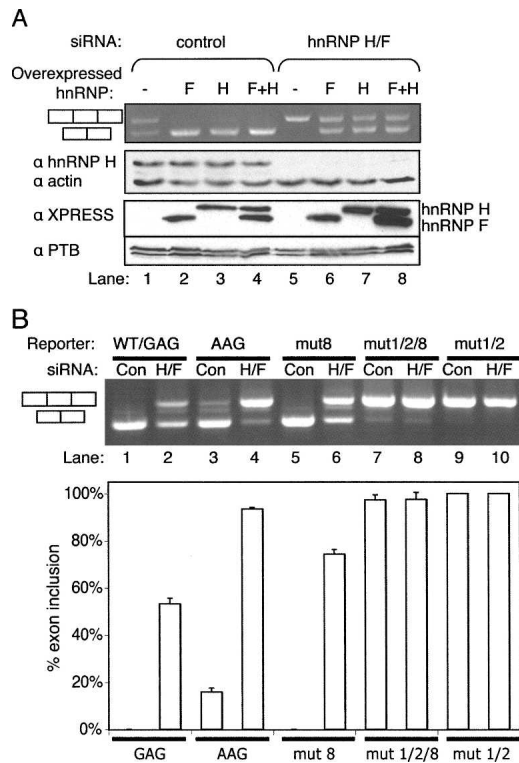 A
siRNA: control hnRNP H/F
Overexpressed
hnRNP: - F H F+H - F H F+H
α hnRNP H
α actin
α XPRESS hnRNP H
hnRNP F
α PTB
Lane: 1 2 3 4 5 6 7 8
B
Reporter: WT/GAG AAG mut8 mut1/2/8 mut1/2
siRNA: Con H/F Con H/F Con H/F Con H/F Con H/F
Lane: 1 2 3 4 5 6 7 8 9 10
100%
80%
60%
40%
20%
0%
% exon inclusion
GAG AAG mut 8 mut 1/2/8 mut 1/2